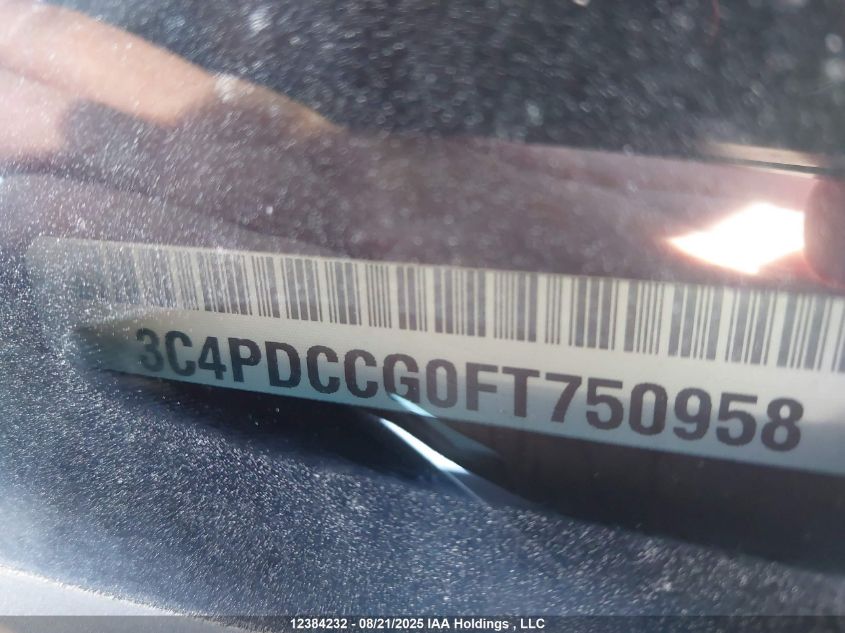 3C4PDCCG0FT750958
12384232 - 08/21/2025 IAA Holdings , LLC